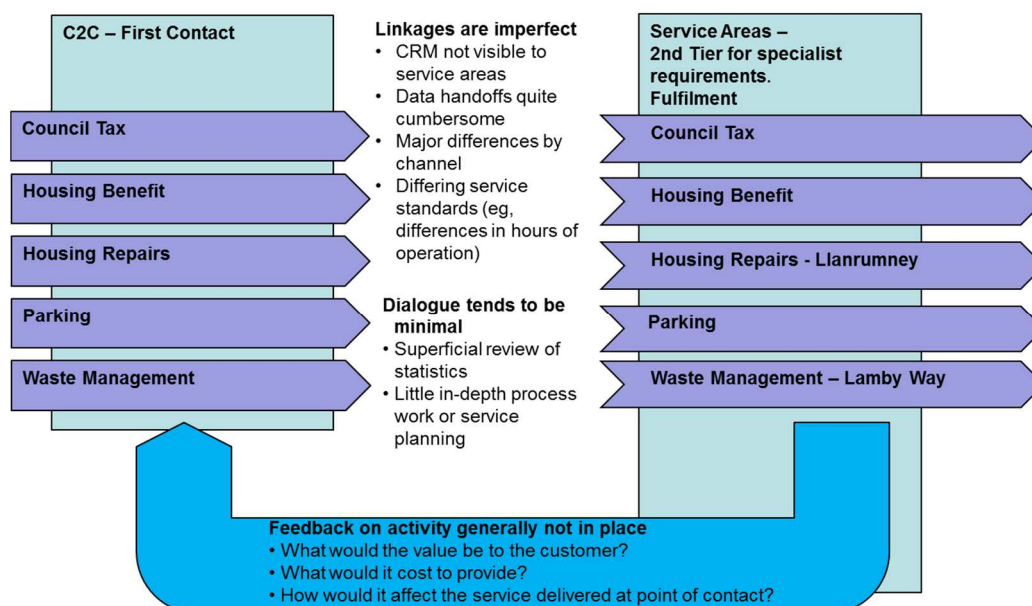 C2C – First Contact
Council Tax
Housing Benefit
Housing Repairs
Parking
Waste Management
Linkages are imperfect
• CRM not visible to
service areas
• Data handoffs quite
cumbersome
• Major differences by
channel
• Differing service
standards (eg,
differences in hours of
operation)
Dialogue tends to be
minimal
• Superficial review of
statistics
• Little in-depth process
work or service
planning
Service Areas –
2nd Tier for specialist
requirements.
Fulfilment
Council Tax
Housing Benefit
Housing Repairs - Llanrumney
Parking
Waste Management – Lamby Way
Feedback on activity generally not in place
• What would the value be to the customer?
• What would it cost to provide?
• How would it affect the service delivered at point of contact?